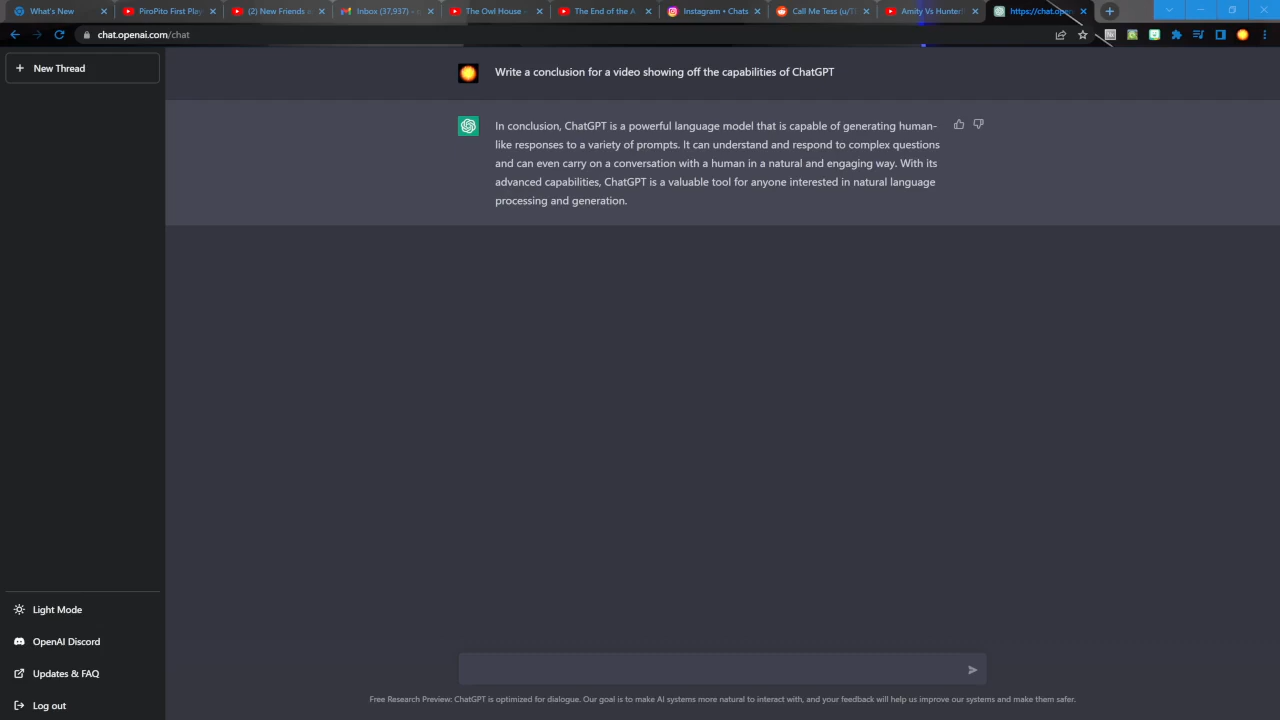 What's New
PiroPito First Play
(2) New Friends
Inbox (37,937)
The Owl House
The End of the A
Instagram • Chats
Call Me Tess (u/T
Amity Vs Hunter
https://chat.open
chat.openai.com/chat
New Thread
Write a conclusion for a video showing off the capabilities of ChatGPT
In conclusion, ChatGPT is a powerful language model that is capable of generating human-
like responses to a variety of prompts. It can understand and respond to complex questions
and can even carry on a conversation with a human in a natural and engaging way. With its
advanced capabilities, ChatGPT is a valuable tool for anyone interested in natural language
processing and generation.
Light Mode
OpenAI Discord
Updates & FAQ
Log out
Free Research Preview: ChatGPT is optimized for dialogue. Our goal is to make AI systems more natural to interact with, and your feedback will help us improve our systems and make them safer.